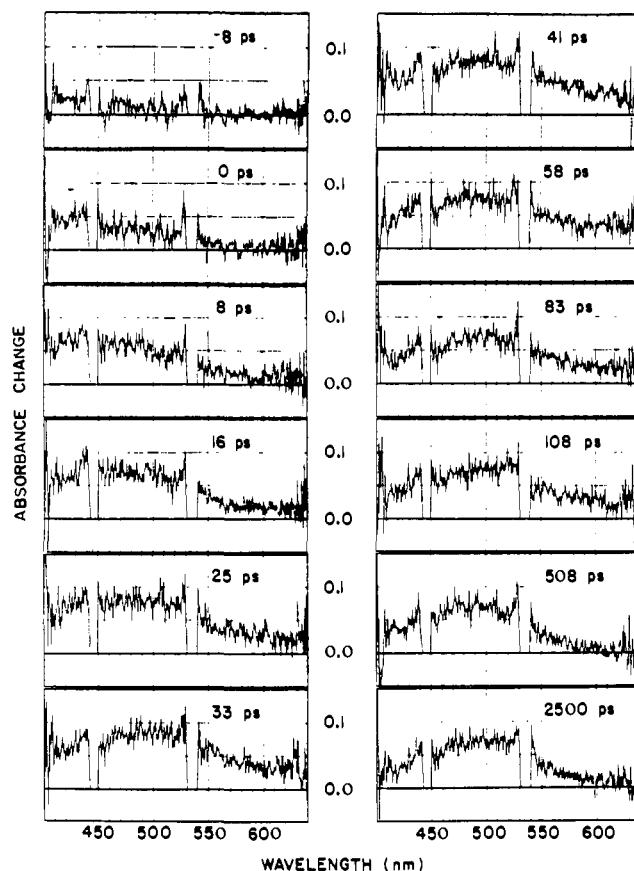 -8 ps
0.1
41 ps
0.0
0 ps
0.1
58 ps
0.0
8 ps
0.1
83 ps
0.0
16 ps
0.1
108 ps
0.0
25 ps
0.1
508 ps
0.0
33 ps
0.1
2500 ps
0.0
450 500 550 600
450 500 550 600
ABSORBANCE CHANGE
WAVELENGTH (nm)